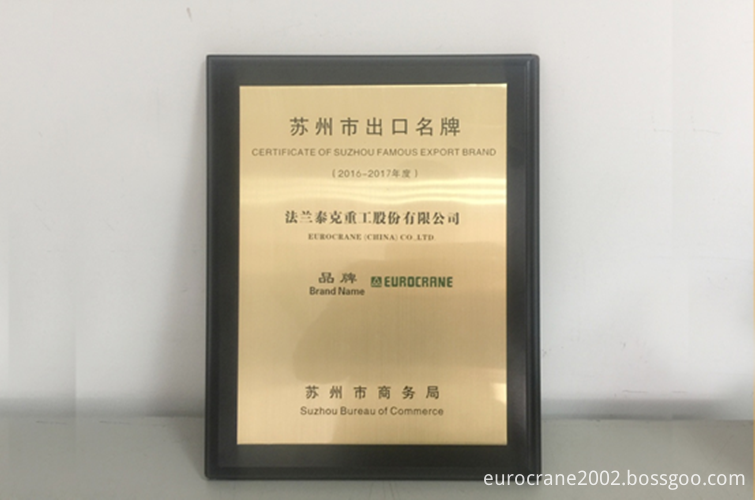 苏州市出口名牌
CERTIFICATE OF SUZHOU FAMOUS EXPORT BRAND
(2016-2017年度)
法兰泰克重工股份有限公司
EUROCRANE (CHINA) CO.,LTD
品牌 EUROCRANE
Brand Name
苏州市商务局
Suzhou Bureau of Commerce
eurocrane2002.bossgoo.com